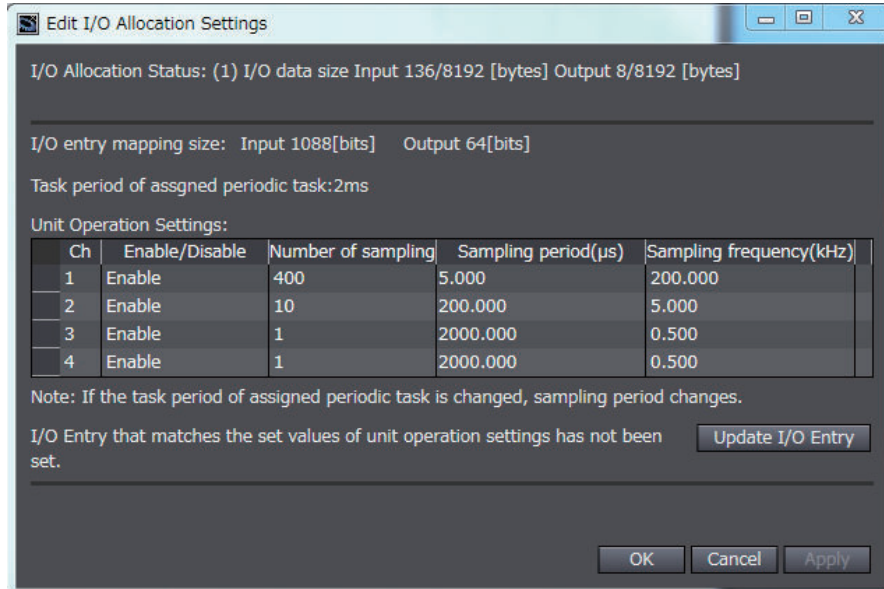 Edit I/O Allocation Settings
I/O Allocation Status: (1) I/O data size Input 136/8192 [bytes] Output 8/8192 [bytes]
I/O entry mapping size: Input 1088[bits] Output 64[bits]
Task period of assgned periodic task:2ms
Unit Operation Settings:
Ch Enable/Disable Number of sampling Sampling period(µs) Sampling frequency(kHz)
1 Enable 400 5.000 200.000
2 Enable 10 200.000 5.000
3 Enable 1 2000.000 0.500
4 Enable 1 2000.000 0.500
Note: If the task period of assigned periodic task is changed, sampling period changes.
I/O Entry that matches the set values of unit operation settings has not been
set.
Update I/O Entry
OK Cancel Apply